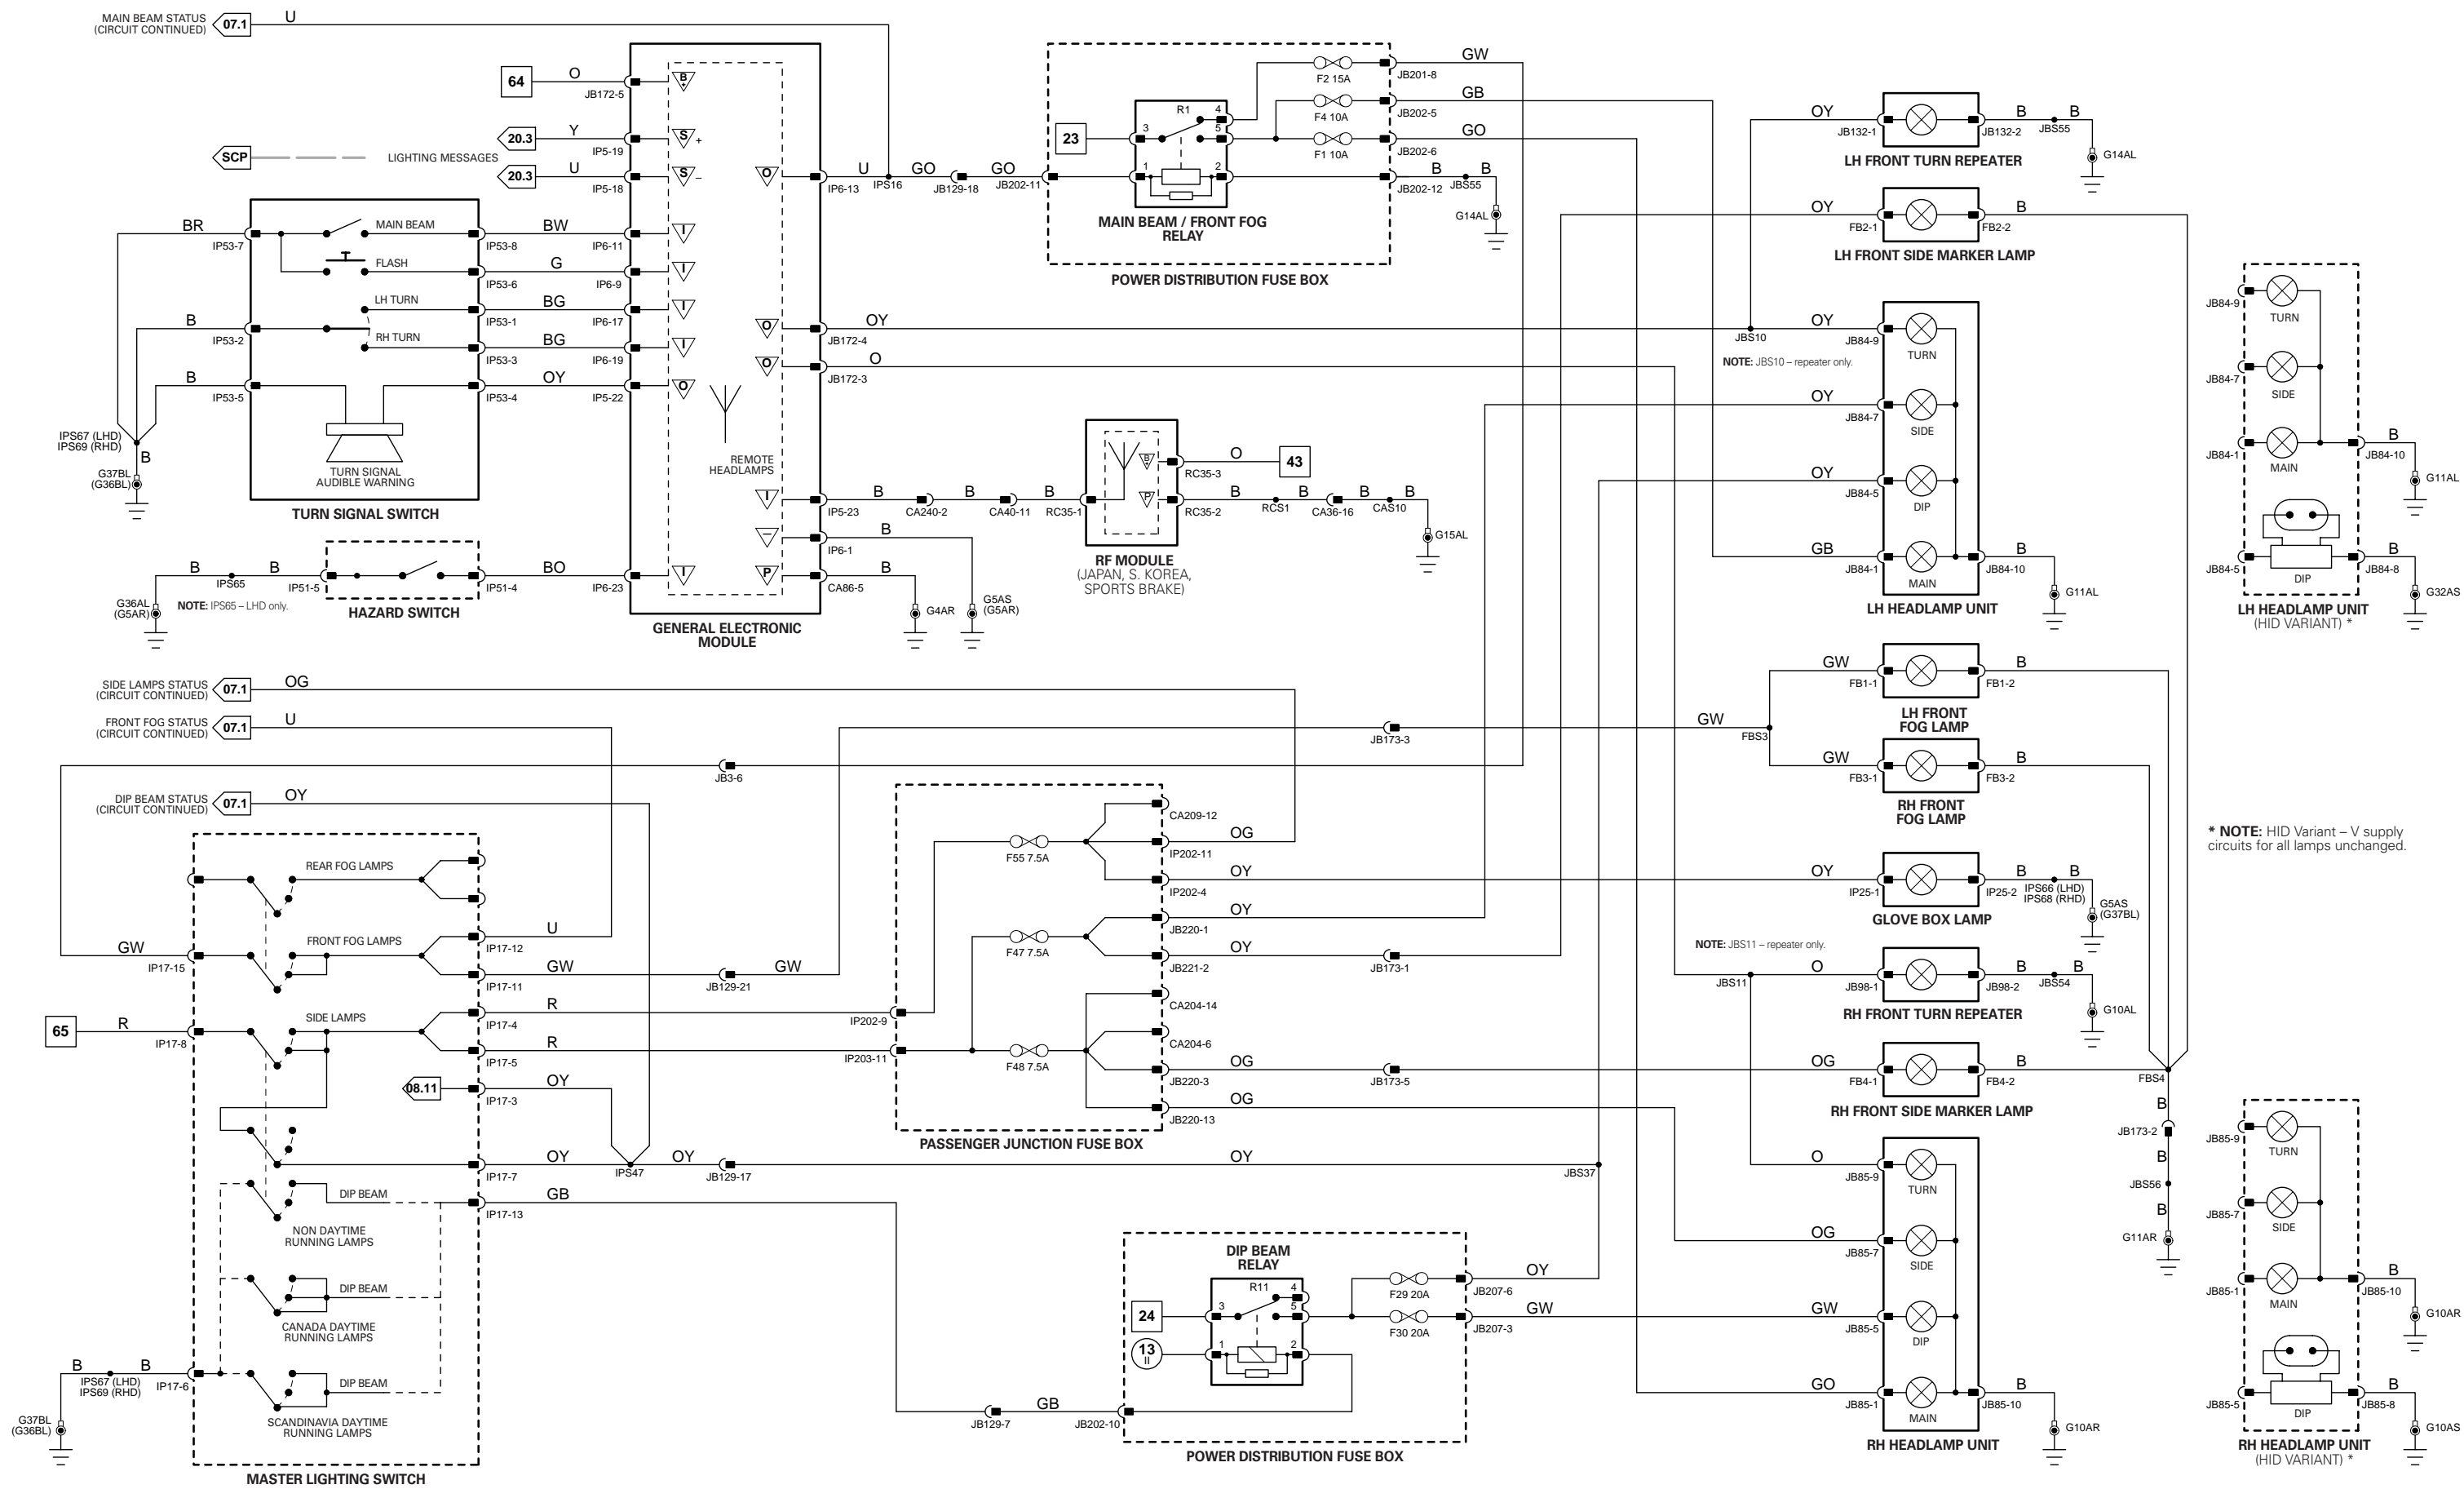 MAIN BEAM STATUS
(CIRCUIT CONTINUED)
07.1
U
64
O
JB172-5
B
+
20.3
Y
IP5-19
S
+
SCP
LIGHTING MESSAGES
20.3
U
IP5-18
S
–
O
U
IP6-13
IPS16
GO
JB129-18
GO
JB202-11
BR
IP53-7
MAIN BEAM
IP53-8
BW
IP6-11
I
FLASH
IP53-6
G
IP6-9
I
LH TURN
IP53-1
BG
IP6-17
I
B
IP53-2
RH TURN
IP53-3
BG
IP6-19
I
B
IP53-5
IP53-4
OY
IP5-22
O
IPS67 (LHD)
IPS69 (RHD)
B
G37BL
(G36BL)
TURN SIGNAL
AUDIBLE WARNING
TURN SIGNAL SWITCH
REMOTE
HEADLAMPS
O
JB172-4
OY
O
JB172-3
O
I
IP5-23
B
CA240-2
B
CA40-11
B
RC35-1
–
IP6-1
B
P
CA86-5
B
G4AR
G5AS
(G5AR)
B
IPS65
B
IP51-5
IP51-4
BO
IP6-23
I
G36AL
(G5AR)
NOTE: IPS65 – LHD only.
HAZARD SWITCH
GENERAL ELECTRONIC
MODULE
23
R1
3
4
5
1
2
F2 15A
JB201-8
GW
F4 10A
JB202-5
GB
F1 10A
JB202-6
GO
B
JB202-12
JBS55
B
G14AL
MAIN BEAM / FRONT FOG
RELAY
POWER DISTRIBUTION FUSE BOX
B
+
RC35-3
O
43
P
RC35-2
B
RCS1
B
CA36-16
B
CAS10
B
G15AL
RF MODULE
(JAPAN, S. KOREA,
SPORTS BRAKE)
OY
JB132-1
B
JB132-2
JBS55
B
G14AL
LH FRONT TURN REPEATER
OY
FB2-1
B
FB2-2
LH FRONT SIDE MARKER LAMP
JBS10
NOTE: JBS10 – repeater only.
OY
JB84-9
TURN
OY
JB84-7
SIDE
OY
JB84-5
DIP
GB
JB84-1
MAIN
B
JB84-10
G11AL
LH HEADLAMP UNIT
JB84-9
TURN
JB84-7
SIDE
JB84-1
MAIN
B
JB84-10
G11AL
JB84-5
DIP
B
JB84-8
G32AS
LH HEADLAMP UNIT
(HID VARIANT) *
SIDE LAMPS STATUS
(CIRCUIT CONTINUED)
07.1
OG
FRONT FOG STATUS
(CIRCUIT CONTINUED)
07.1
U
JB3-6
DIP BEAM STATUS
(CIRCUIT CONTINUED)
07.1
OY
JB173-3
GW
FBS3
GW
FB1-1
B
FB1-2
LH FRONT
FOG LAMP
GW
FB3-1
B
FB3-2
RH FRONT
FOG LAMP
* NOTE: HID Variant – V supply
circuits for all lamps unchanged.
REAR FOG LAMPS
GW
IP17-15
FRONT FOG LAMPS
IP17-12
U
IP17-11
GW
JB129-21
GW
65
R
IP17-8
SIDE LAMPS
IP17-4
R
IP202-9
IP17-5
R
IP203-11
08.11
IP17-3
OY
IP17-7
OY
IPS47
OY
JB129-17
OY
JBS37
DIP BEAM
IP17-13
GB
NON DAYTIME
RUNNING LAMPS
DIP BEAM
CANADA DAYTIME
RUNNING LAMPS
B
IPS67 (LHD)
IPS69 (RHD)
B
IP17-6
DIP BEAM
SCANDINAVIA DAYTIME
RUNNING LAMPS
G37BL
(G36BL)
MASTER LIGHTING SWITCH
F55 7.5A
CA209-12
OG
IP202-11
OY
IP202-4
F47 7.5A
OY
JB220-1
OY
JB221-2
JB173-1
CA204-14
F48 7.5A
CA204-6
OG
JB220-3
JB173-5
OG
JB220-13
PASSENGER JUNCTION FUSE BOX
OY
IP25-1
B
IP25-2
IPS66 (LHD)
IPS68 (RHD)
B
G5AS
(G37BL)
GLOVE BOX LAMP
NOTE: JBS11 – repeater only.
JBS11
O
JB98-1
B
JB98-2
JBS54
B
G10AL
RH FRONT TURN REPEATER
OG
FB4-1
B
FB4-2
FBS4
RH FRONT SIDE MARKER LAMP
B
JB173-2
B
JBS56
B
G11AR
DIP BEAM
RELAY
R11
24
3
4
5
13
II
1
2
F29 20A
JB207-6
OY
F30 20A
JB207-3
GW
JB129-7
GB
JB202-10
POWER DISTRIBUTION FUSE BOX
O
JB85-9
TURN
OG
JB85-7
SIDE
GW
JB85-5
DIP
GO
JB85-1
MAIN
B
JB85-10
G10AR
RH HEADLAMP UNIT
JB85-9
TURN
JB85-7
SIDE
JB85-1
MAIN
B
JB85-10
G10AR
JB85-5
DIP
B
JB85-8
G10AS
RH HEADLAMP UNIT
(HID VARIANT) *